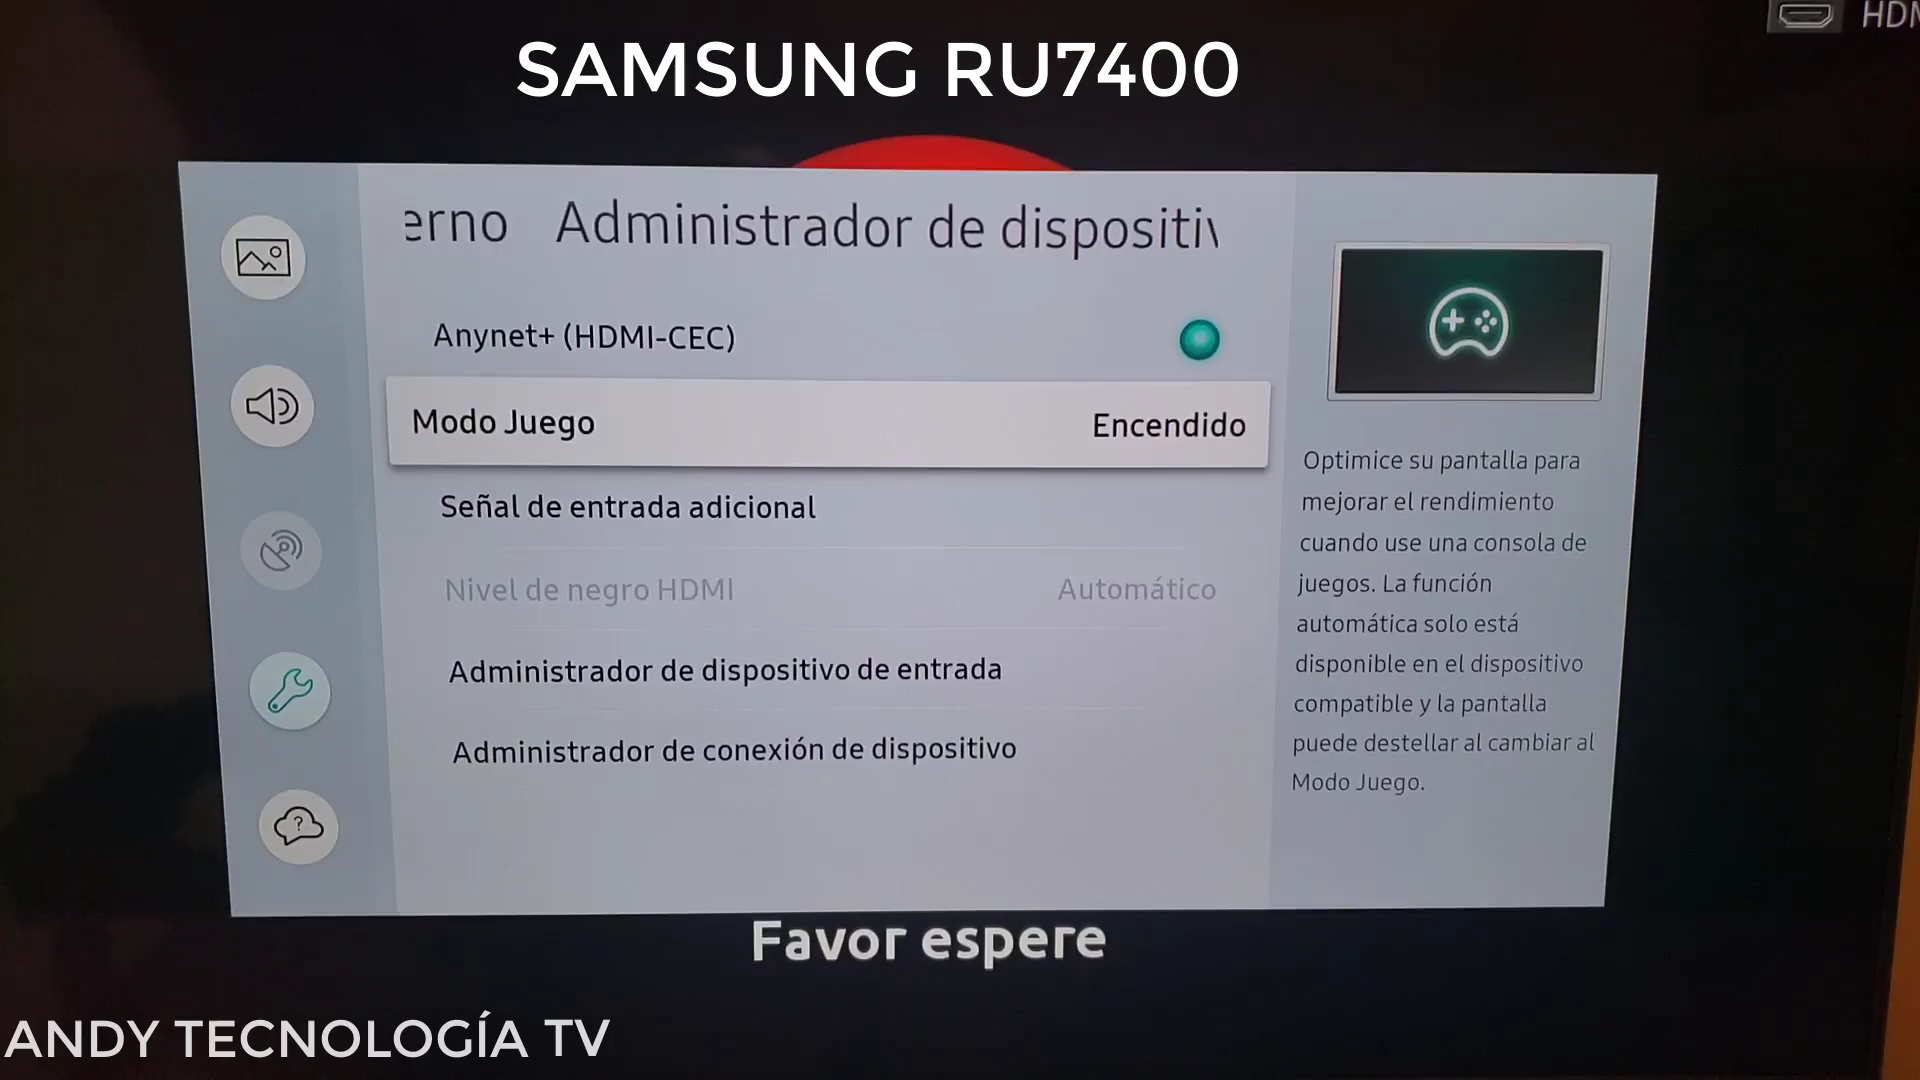 HDM
SAMSUNG RU7400
erno Administrador de dispositiv
Anynet+ (HDMI-CEC)
Modo Juego Encendido
Señal de entrada adicional
Nivel de negro HDMI Automático
Administrador de dispositivo de entrada
Administrador de conexión de dispositivo
Optimice su pantalla para
mejorar el rendimiento
cuando use una consola de
juegos. La función
automática solo está
disponible en el dispositivo
compatible y la pantalla
puede destellar al cambiar al
Modo Juego.
?
Favor espere
ANDY TECNOLOGÍA TV